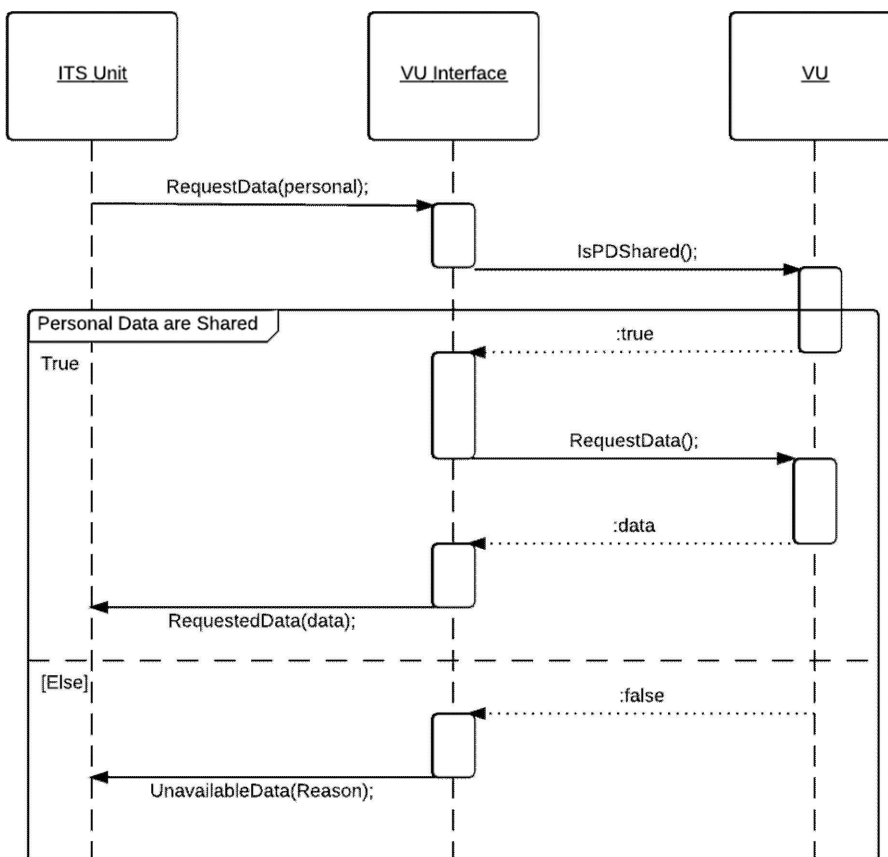 ITS Unit
VU Interface
VU
RequestData(personal);
IsPDShared();
Personal Data are Shared
:true
True
RequestData();
:data
RequestedData(data);
[Else]
:false
UnavailableData(Reason);